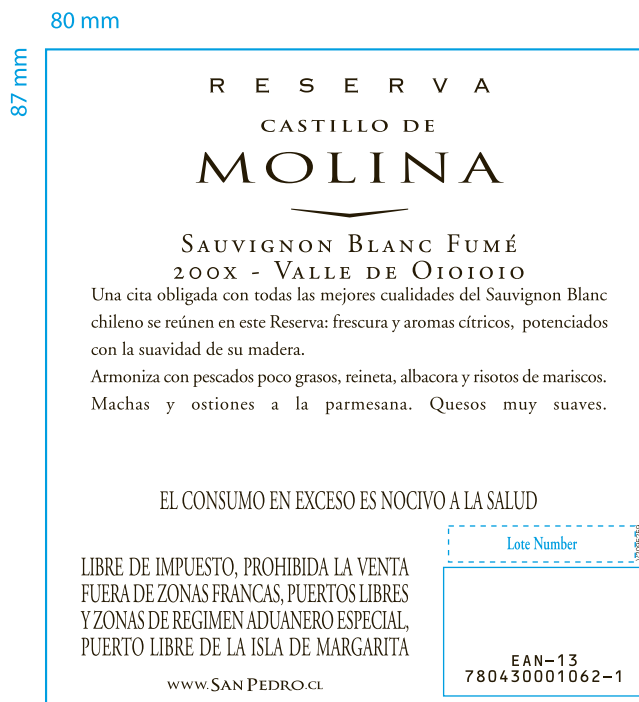 80 mm
87 mm
RESERVA
CASTILLO DE
MOLINA
SAUVIGNON BLANC FUMÉ
200X - VALLE DE OIOIOIO
Una cita obligada con todas las mejores cualidades del Sauvignon Blanc
chileno se reúnen en este Reserva: frescura y aromas cítricos, potenciados
con la suavidad de su madera.
Armoniza con pescados poco grasos, reineta, albacora y risotos de mariscos.
Machas y ostiones a la parmesana. Quesos muy suaves.
EL CONSUMO EN EXCESO ES NOCIVO A LA SALUD
Lote Number
LIBRE DE IMPUESTO, PROHIBIDA LA VENTA
FUERA DE ZONAS FRANCAS, PUERTOS LIBRES
Y ZONAS DE REGIMEN ADUANERO ESPECIAL,
PUERTO LIBRE DE LA ISLA DE MARGARITA
WWW.SAN PEDRO.CL
EAN-13
780430001062-1